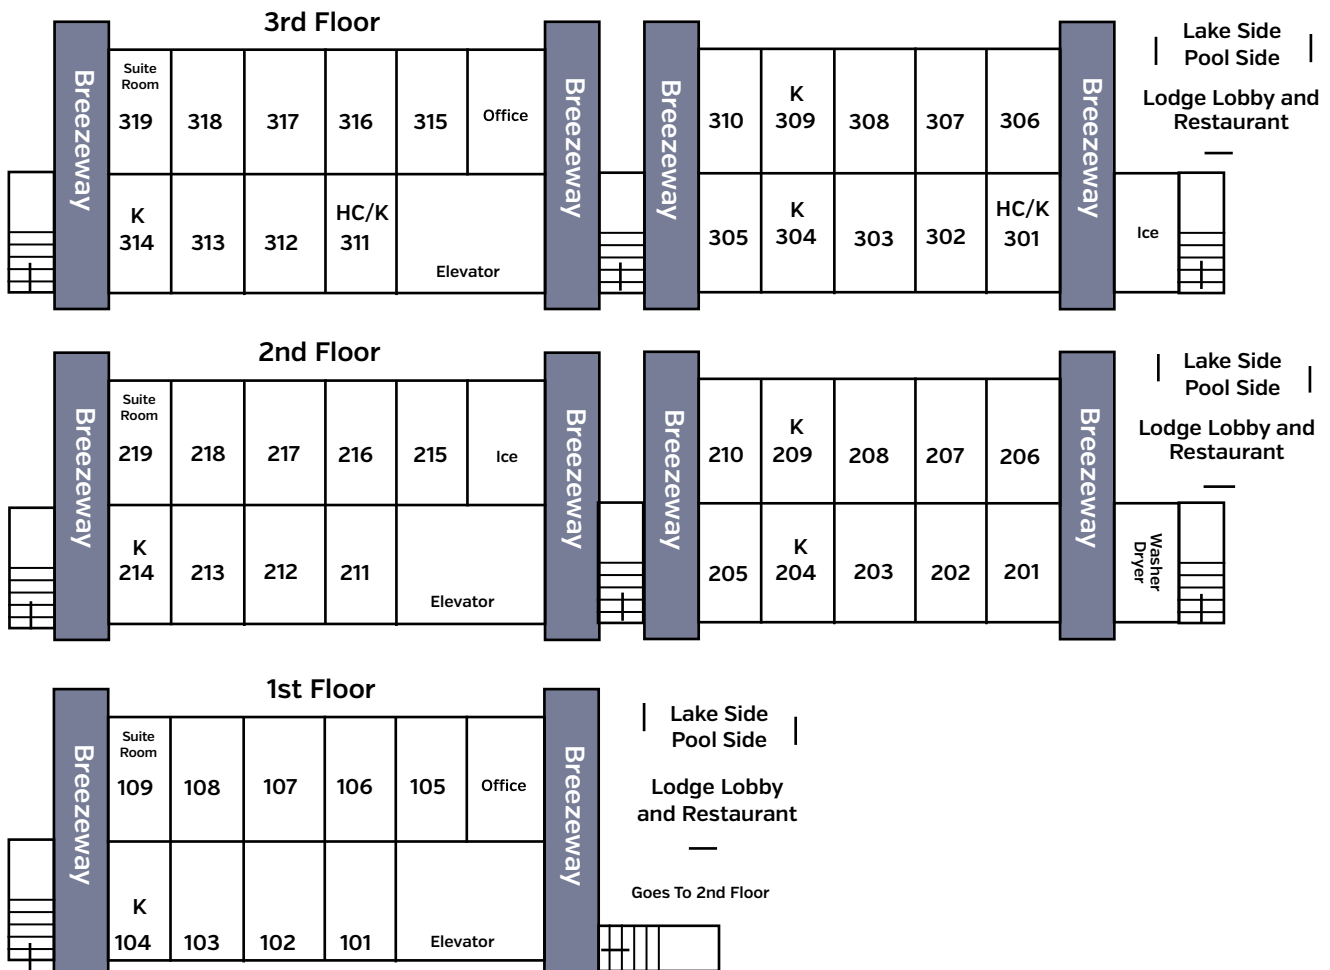 3rd Floor
Breezeway
Suite
Room
319
318
317
316
315
Office
K
314
313
312
HC/K
311
Elevator
Breezeway
Breezeway
310
K
309
308
307
306
305
K
304
303
302
HC/K
301
Breezeway
Ice
Lake Side
Pool Side
Lodge Lobby and
Restaurant
2nd Floor
Breezeway
Suite
Room
219
218
217
216
215
Ice
K
214
213
212
211
Elevator
Breezeway
Breezeway
210
K
209
208
207
206
205
K
204
203
202
201
Breezeway
Washer
Dryer
Lake Side
Pool Side
Lodge Lobby and
Restaurant
1st Floor
Breezeway
Suite
Room
109
108
107
106
105
Office
K
104
103
102
101
Elevator
Breezeway
Lake Side
Pool Side
Lodge Lobby
and Restaurant
Goes To 2nd Floor